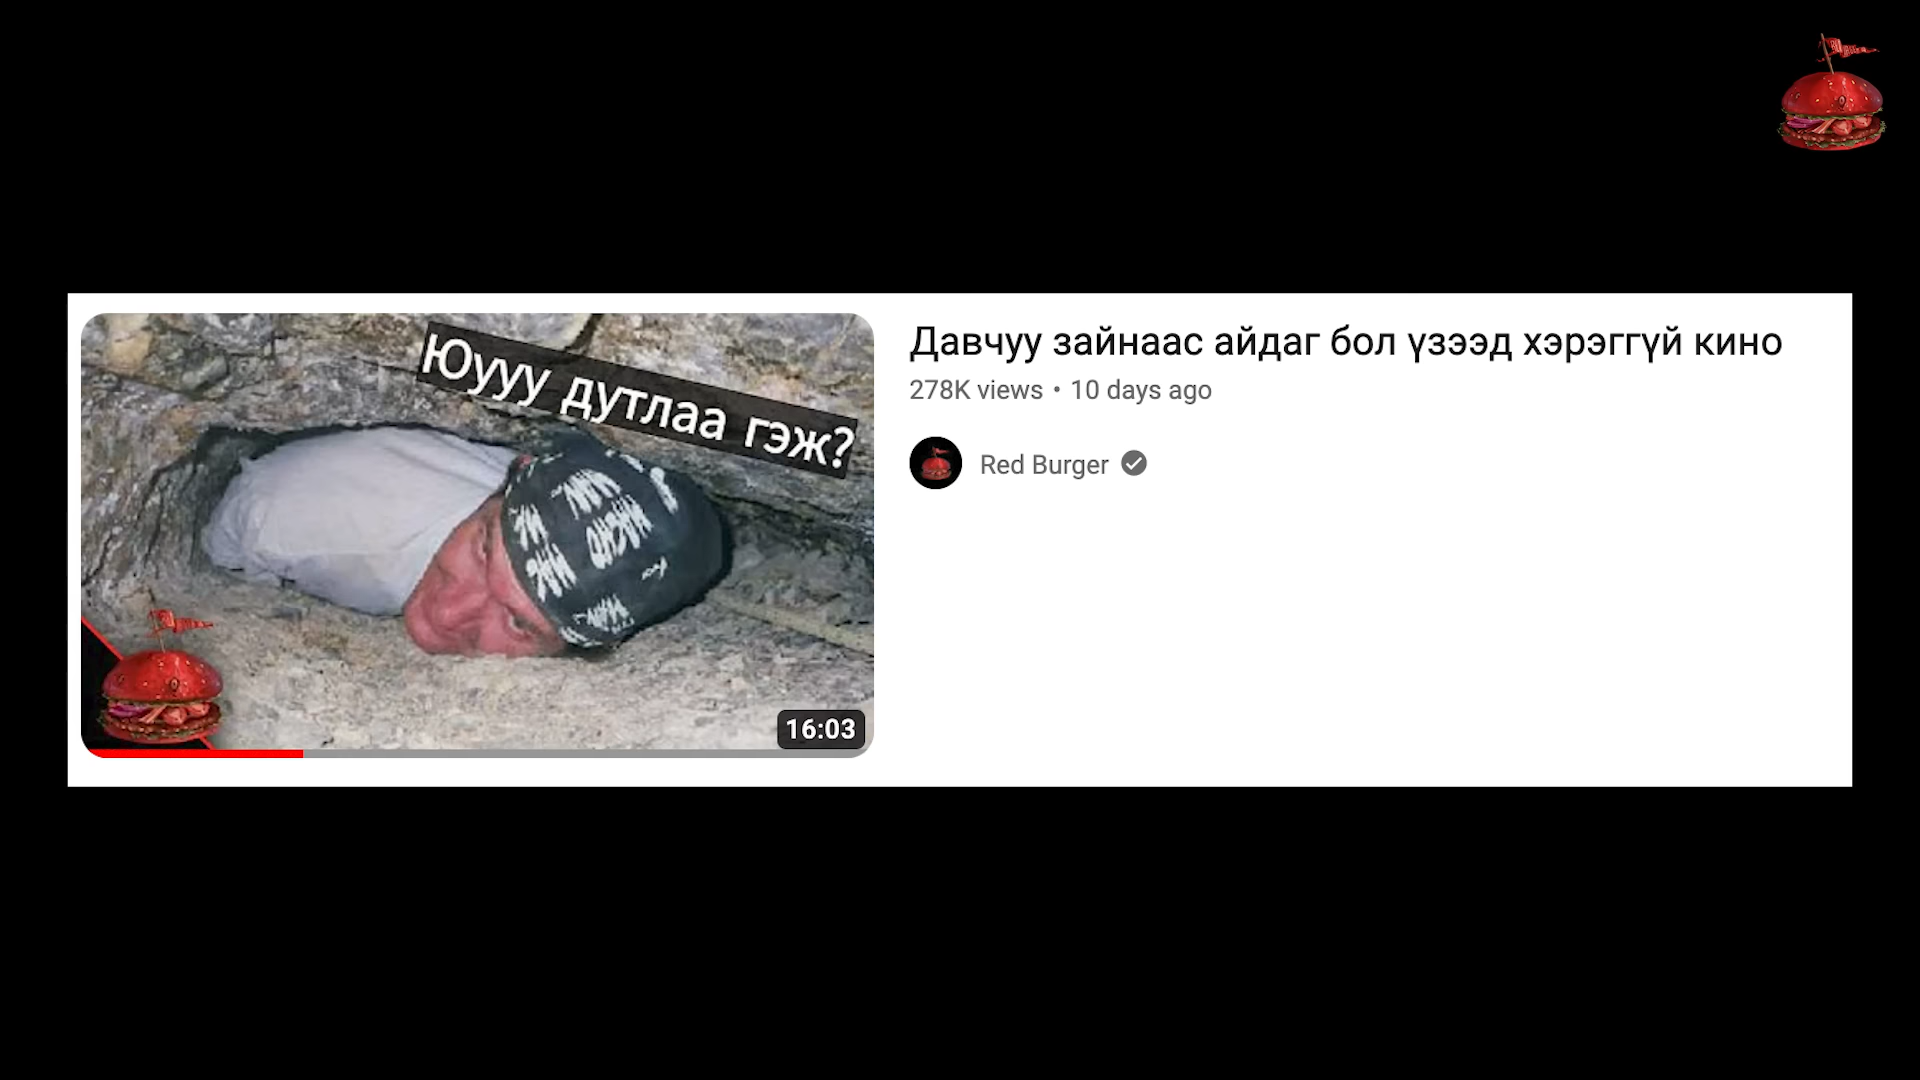 Юууу дутлаа гэж?
16:03
Давчуу зайнаас айдаг бол үзээд хэрэггүй кино
278K views • 10 days ago
Red Burger